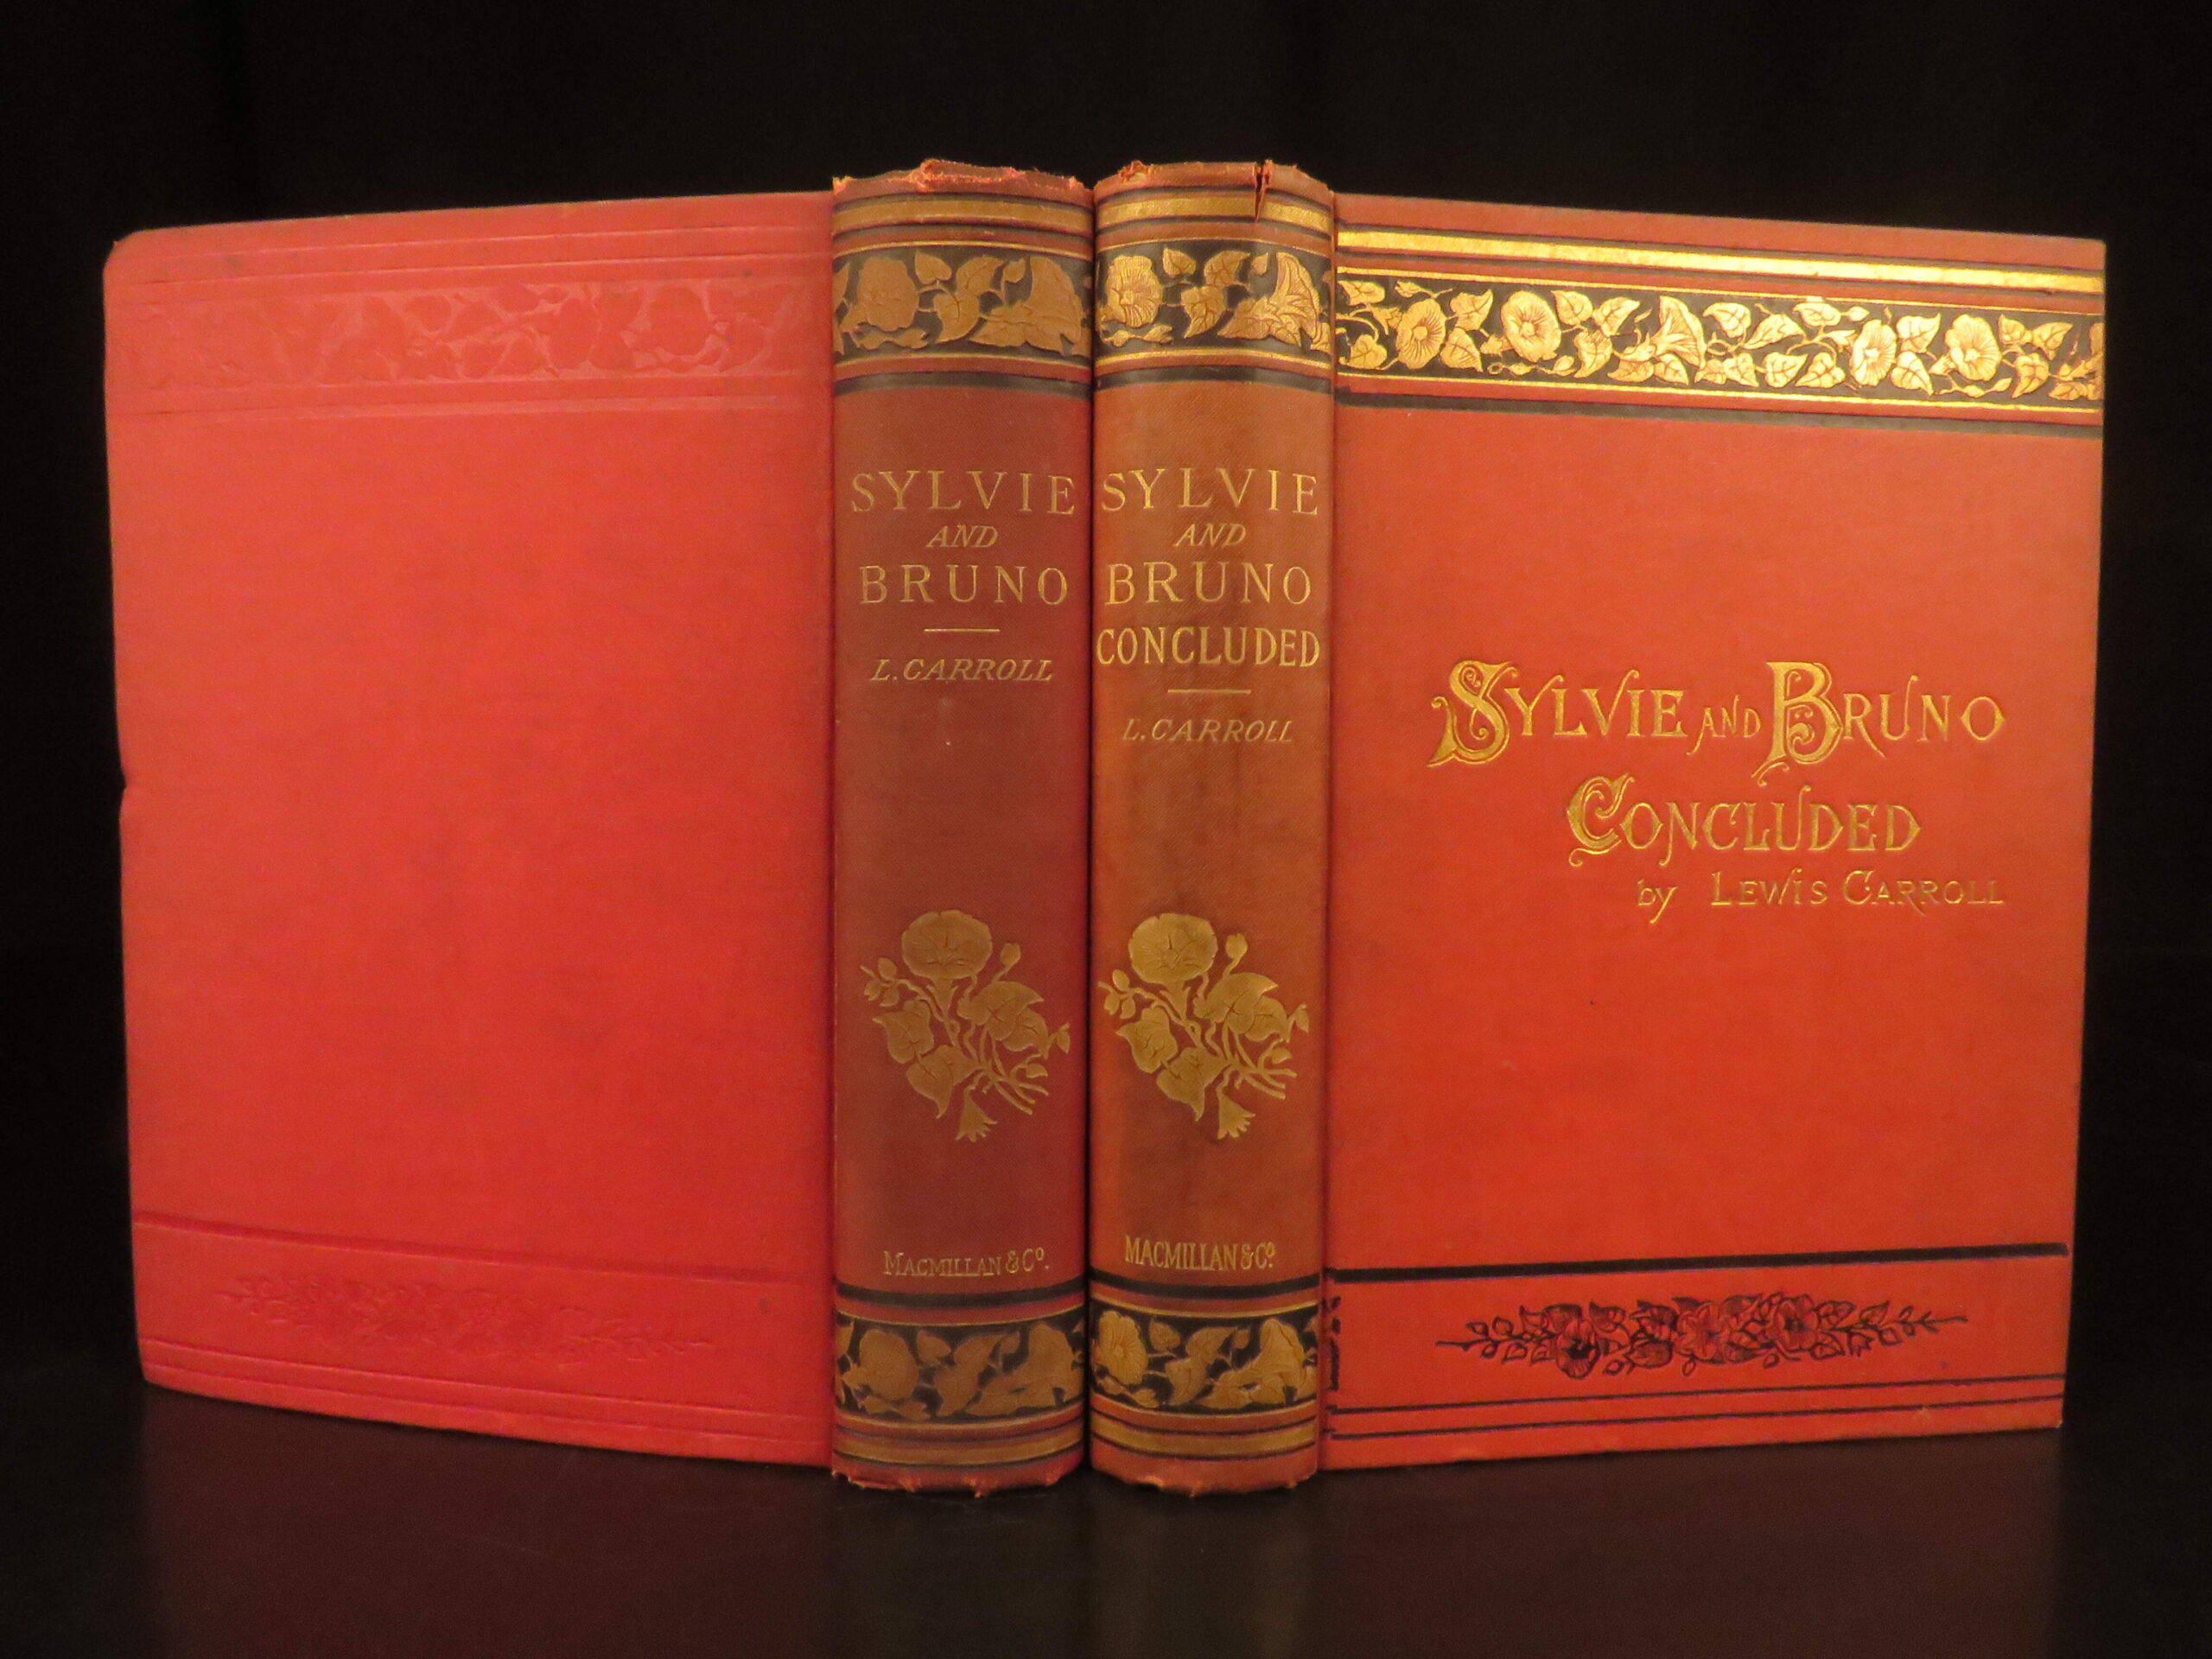 SYLVIE
AND
BRUNO
L. CARROLL
MACMILLAN & Cº.
SYLVIE
AND
BRUNO
CONCLUDED
L. CARROLL
MACMILLAN & Cº
SYLVIE AND BRUNO
CONCLUDED
by LEWIS CARROLL